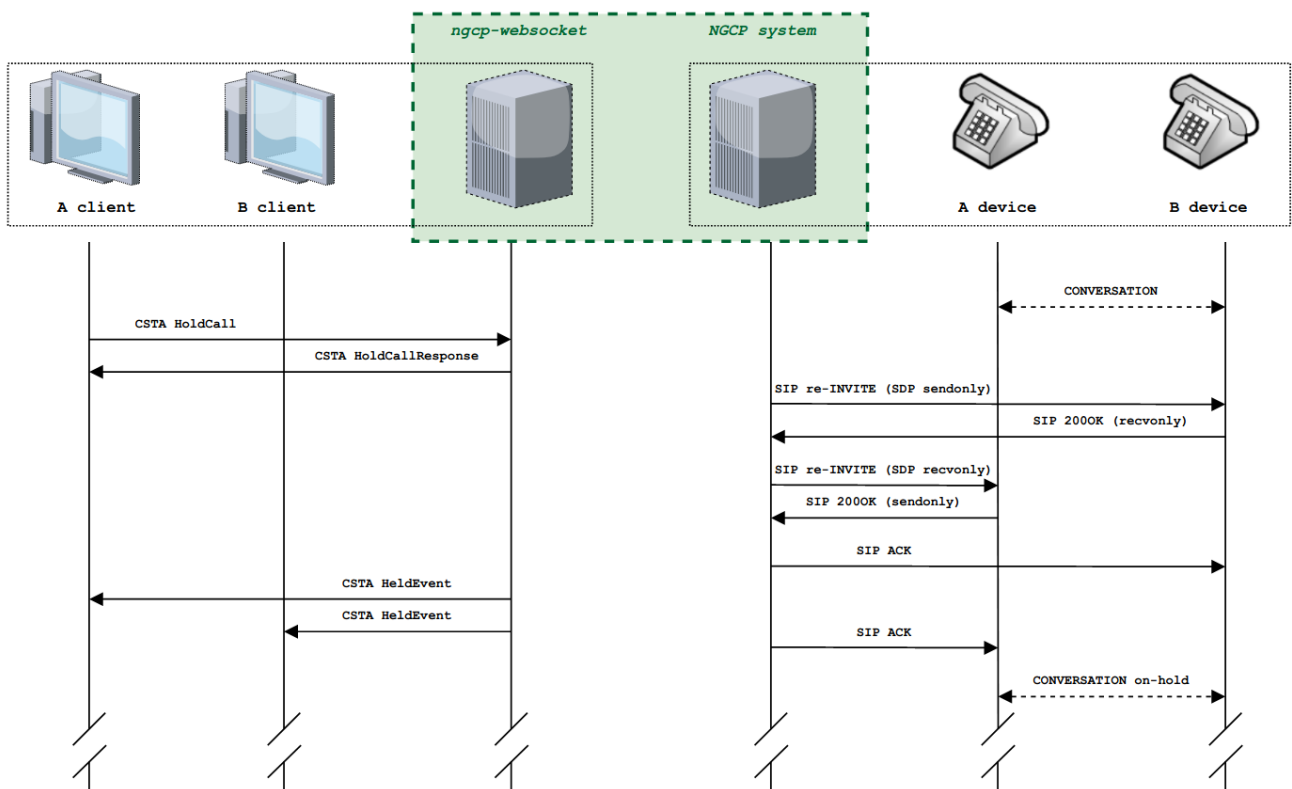 ngcp-websocket
NGCP system
A client
B client
A device
B device
CONVERSATION
CSTA HoldCall
CSTA HoldCallResponse
SIP re-INVITE (SDP sendonly)
SIP 200OK (recvonly)
SIP re-INVITE (SDP recvonly)
SIP 200OK (sendonly)
SIP ACK
CSTA HeldEvent
CSTA HeldEvent
SIP ACK
CONVERSATION on-hold